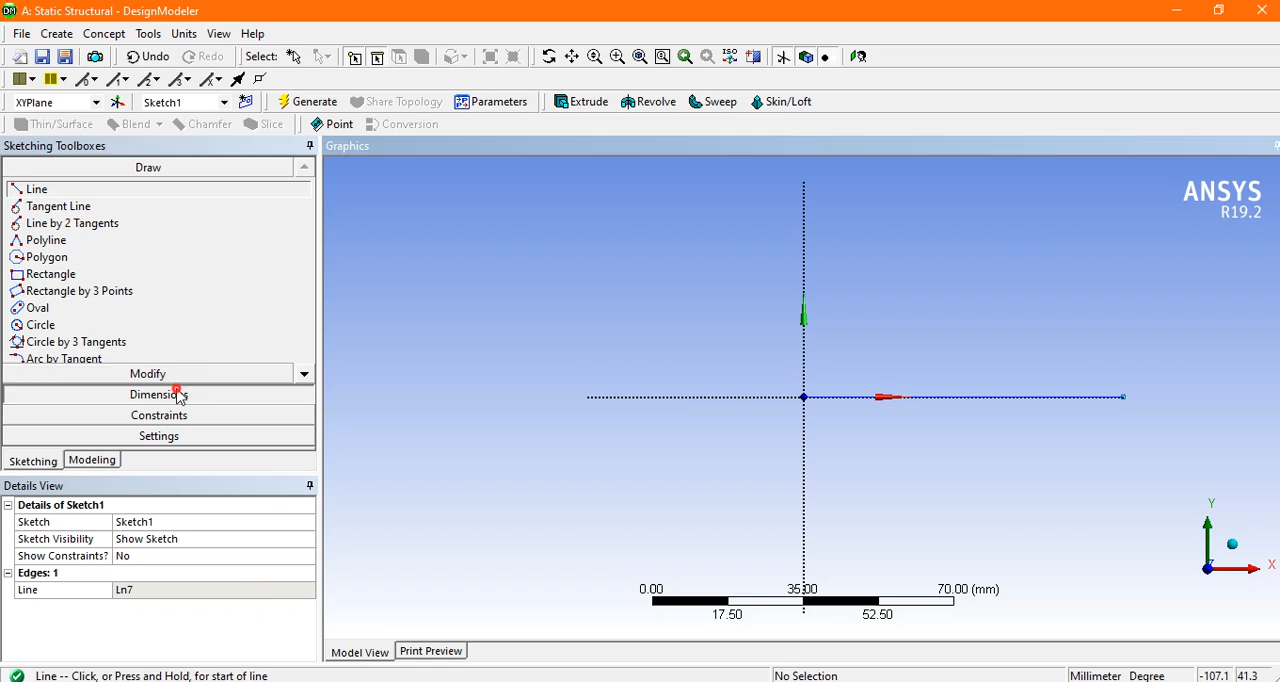 DM A: Static Structural - DesignModeler
File Create Concept Tools Units View Help
Undo Redo Select: ISO
XYPlane Sketch1 Generate Share Topology Parameters Extrude Revolve Sweep Skin/Loft
Thin/Surface Blend Chamfer Slice Point Conversion
Sketching Toolboxes
Draw
Line
Tangent Line
Line by 2 Tangents
Polyline
Polygon
Rectangle
Rectangle by 3 Points
Oval
Circle
Circle by 3 Tangents
Arc by Tangent
Modify
Dimensions
Constraints
Settings
Sketching Modeling
Details View
Details of Sketch1
Sketch Sketch1
Sketch Visibility Show Sketch
Show Constraints? No
Edges: 1
Line Ln7
Graphics
ANSYS
R19.2
Y
X
0.00 35.00 70.00 (mm)
17.50 52.50
Model View Print Preview
Line -- Click, or Press and Hold, for start of line No Selection Millimeter Degree -107.1 41.3